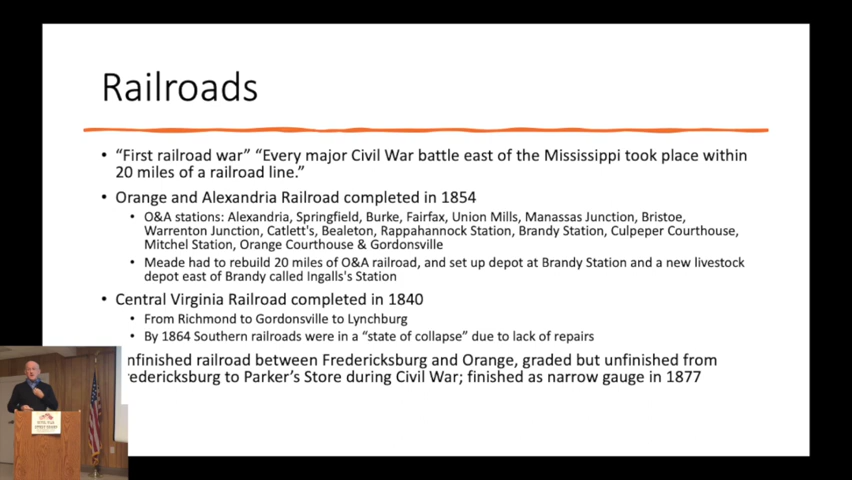 Railroads
• “First railroad war” “Every major Civil War battle east of the Mississippi took place within
20 miles of a railroad line.”
• Orange and Alexandria Railroad completed in 1854
• O&A stations: Alexandria, Springfield, Burke, Fairfax, Union Mills, Manassas Junction, Bristoe,
Warrenton Junction, Catlett's, Bealeton, Rappahannock Station, Brandy Station, Culpeper Courthouse,
Mitchel Station, Orange Courthouse & Gordonsville
• Meade had to rebuild 20 miles of O&A railroad, and set up depot at Brandy Station and a new livestock
depot east of Brandy called Ingalls's Station
• Central Virginia Railroad completed in 1840
• From Richmond to Gordonsville to Lynchburg
• By 1864 Southern railroads were in a “state of collapse” due to lack of repairs
nfinished railroad between Fredericksburg and Orange, graded but unfinished from
redericksburg to Parker’s Store during Civil War; finished as narrow gauge in 1877